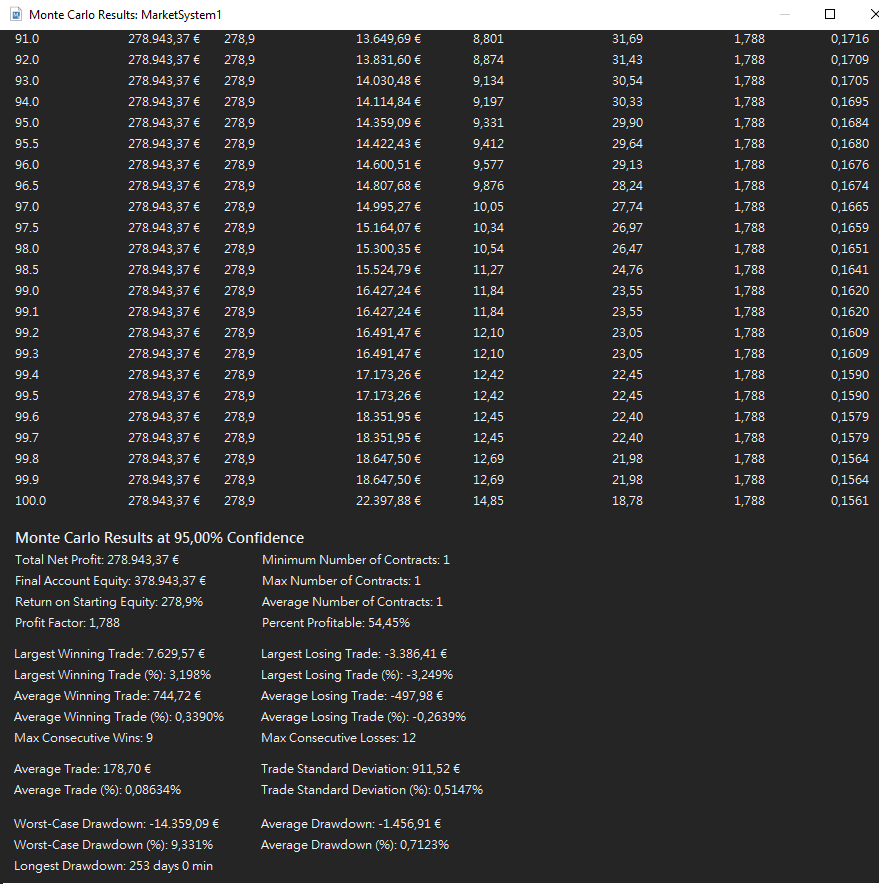 Monte Carlo Results: MarketSystem1
91.0 278.943,37 € 278,9 13.649,69 € 8,801 31,69 1,788 0,1716
92.0 278.943,37 € 278,9 13.831,60 € 8,874 31,43 1,788 0,1709
93.0 278.943,37 € 278,9 14.030,48 € 9,134 30,54 1,788 0,1705
94.0 278.943,37 € 278,9 14.114,84 € 9,197 30,33 1,788 0,1695
95.0 278.943,37 € 278,9 14.359,09 € 9,331 29,90 1,788 0,1684
95.5 278.943,37 € 278,9 14.422,43 € 9,412 29,64 1,788 0,1680
96.0 278.943,37 € 278,9 14.600,51 € 9,577 29,13 1,788 0,1676
96.5 278.943,37 € 278,9 14.807,68 € 9,876 28,24 1,788 0,1674
97.0 278.943,37 € 278,9 14.995,27 € 10,05 27,74 1,788 0,1665
97.5 278.943,37 € 278,9 15.164,07 € 10,34 26,97 1,788 0,1659
98.0 278.943,37 € 278,9 15.300,35 € 10,54 26,47 1,788 0,1651
98.5 278.943,37 € 278,9 15.524,79 € 11,27 24,76 1,788 0,1641
99.0 278.943,37 € 278,9 16.427,24 € 11,84 23,55 1,788 0,1620
99.1 278.943,37 € 278,9 16.427,24 € 11,84 23,55 1,788 0,1620
99.2 278.943,37 € 278,9 16.491,47 € 12,10 23,05 1,788 0,1609
99.3 278.943,37 € 278,9 16.491,47 € 12,10 23,05 1,788 0,1609
99.4 278.943,37 € 278,9 17.173,26 € 12,42 22,45 1,788 0,1590
99.5 278.943,37 € 278,9 17.173,26 € 12,42 22,45 1,788 0,1590
99.6 278.943,37 € 278,9 18.351,95 € 12,45 22,40 1,788 0,1579
99.7 278.943,37 € 278,9 18.351,95 € 12,45 22,40 1,788 0,1579
99.8 278.943,37 € 278,9 18.647,50 € 12,69 21,98 1,788 0,1564
99.9 278.943,37 € 278,9 18.647,50 € 12,69 21,98 1,788 0,1564
100.0 278.943,37 € 278,9 22.397,88 € 14,85 18,78 1,788 0,1561
Monte Carlo Results at 95,00% Confidence
Total Net Profit: 278.943,37 € Minimum Number of Contracts: 1
Final Account Equity: 378.943,37 € Max Number of Contracts: 1
Return on Starting Equity: 278,9% Average Number of Contracts: 1
Profit Factor: 1,788 Percent Profitable: 54,45%
Largest Winning Trade: 7.629,57 € Largest Losing Trade: -3.386,41 €
Largest Winning Trade (%): 3,198% Largest Losing Trade (%): -3,249%
Average Winning Trade: 744,72 € Average Losing Trade: -497,98 €
Average Winning Trade (%): 0,3390% Average Losing Trade (%): -0,2639%
Max Consecutive Wins: 9 Max Consecutive Losses: 12
Average Trade: 178,70 € Trade Standard Deviation: 911,52 €
Average Trade (%): 0,08634% Trade Standard Deviation (%): 0,5147%
Worst-Case Drawdown: -14.359,09 € Average Drawdown: -1.456,91 €
Worst-Case Drawdown (%): 9,331% Average Drawdown (%): 0,7123%
Longest Drawdown: 253 days 0 min